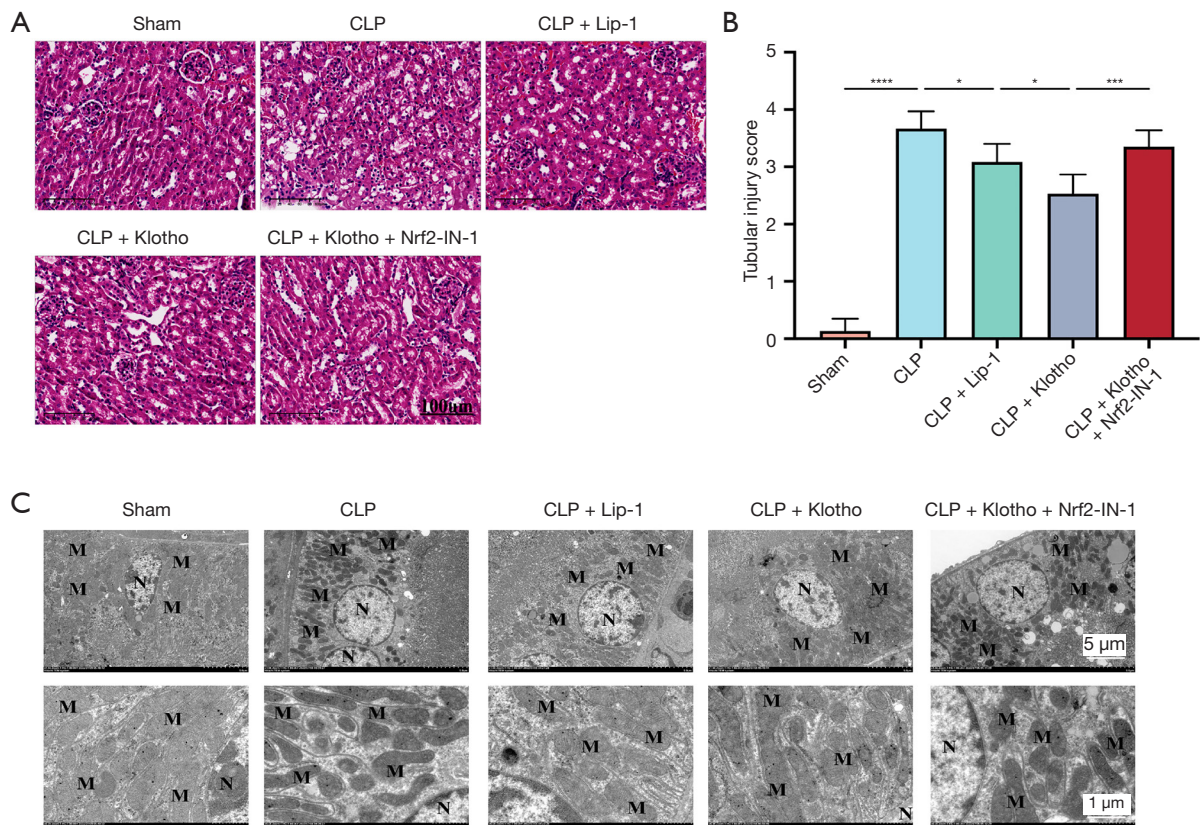 A
Sham
CLP
CLP + Lip-1
CLP + Klotho
CLP + Klotho + Nrf2-IN-1
100μm
B
Tubular injury score
5
4
3
2
1
0
****
*
*
***
Sham
CLP
CLP + Lip-1
CLP + Klotho
CLP + Klotho
+ Nrf2-IN-1
C
Sham
CLP
CLP + Lip-1
CLP + Klotho
CLP + Klotho + Nrf2-IN-1
M
M
M
M
N
M
M
M
M
N
N
M
M
M
M
N
M
M
M
M
N
M
M
M
M
N
5 μm
M
M
M
M
N
M
M
M
M
N
M
M
M
M
M
M
M
M
N
M
M
M
M
N
1 μm